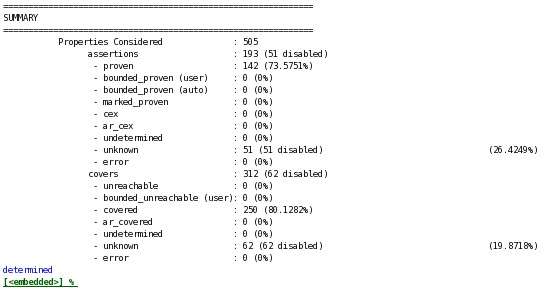 ==============================================================
SUMMARY
==============================================================
Properties Considered : 505
assertions : 193 (51 disabled)
- proven : 142 (73.5751%)
- bounded_proven (user) : 0 (0%)
- bounded_proven (auto) : 0 (0%)
- marked_proven : 0 (0%)
- cex : 0 (0%)
- ar_cex : 0 (0%)
- undetermined : 0 (0%)
- unknown : 51 (51 disabled) (26.4249%)
- error : 0 (0%)
covers : 312 (62 disabled)
- unreachable : 0 (0%)
- bounded_unreachable (user): 0 (0%)
- covered : 250 (80.1282%)
- ar_covered : 0 (0%)
- undetermined : 0 (0%)
- unknown : 62 (62 disabled) (19.8718%)
- error : 0 (0%)
determined
[<embedded>] %